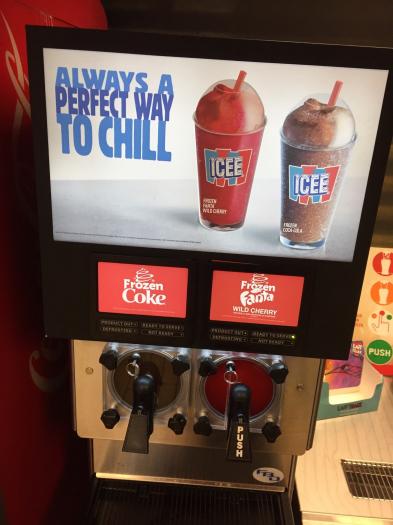 ALWAYS A
PERFECT WAY
TO CHILL
ICEE
FROZEN
FANTA
WILD CHERRY
ICEE
FROZEN
COCA-COLA
Frozen
Coke
Frozen
Fanta
WILD CHERRY
PRODUCT OUT
READY TO SERVE
DEFROSTING
NOT READY
PRODUCT OUT
READY TO SERVE
DEFROSTING
NOT READY
PUSH
PUSH
FBD